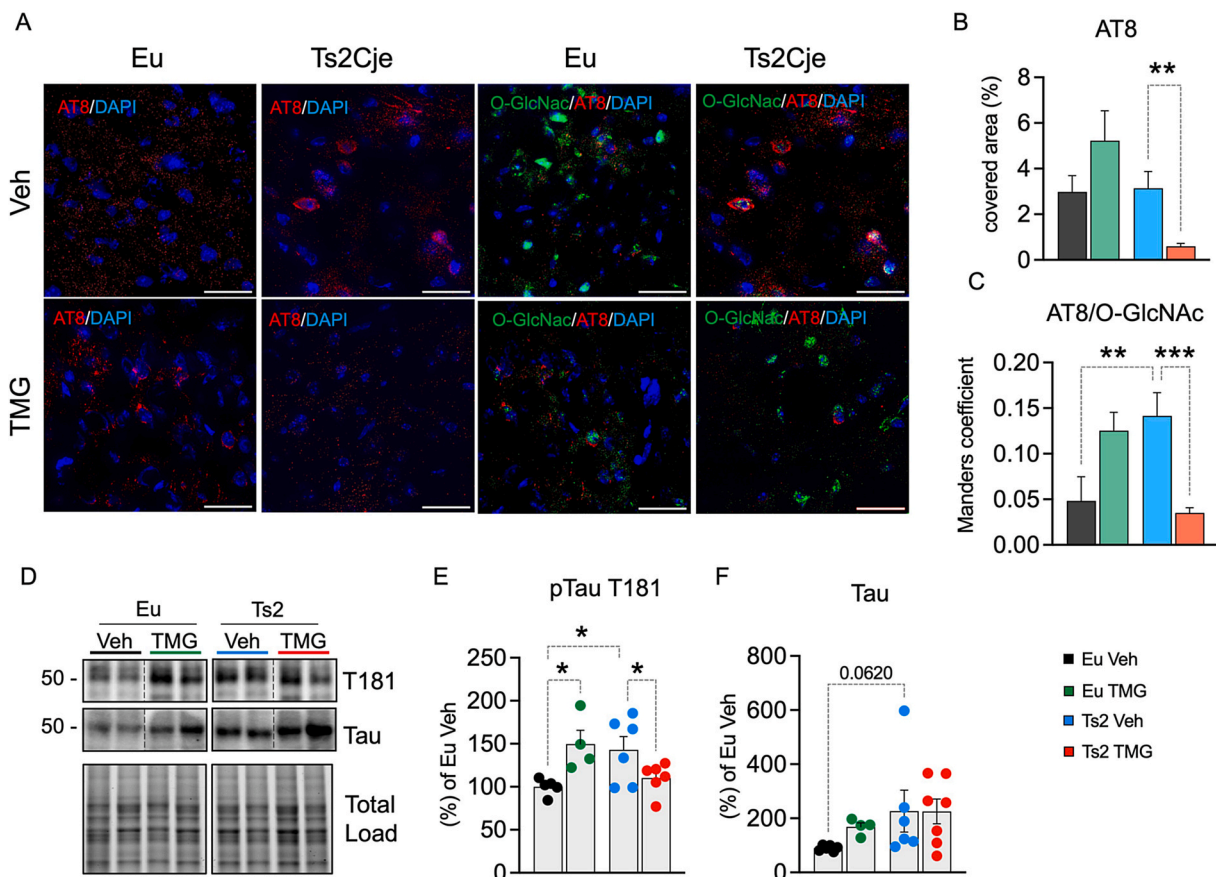 A
Eu
Ts2Cje
Eu
Ts2Cje
Veh
AT8/DAPI
AT8/DAPI
O-GlcNac/AT8/DAPI
O-GlcNac/AT8/DAPI
TMG
AT8/DAPI
AT8/DAPI
O-GlcNac/AT8/DAPI
O-GlcNac/AT8/DAPI
B
AT8
covered area (%)
8
6
4
2
0
**
C
AT8/O-GlcNAc
Manders coefficient
0.20
0.15
0.10
0.05
0.00
**
***
D
Eu
Ts2
Veh
TMG
Veh
TMG
50 -
T181
50 -
Tau
Total
Load
E
pTau T181
(%) of Eu Veh
250
200
150
100
50
0
*
*
*
F
Tau
(%) of Eu Veh
800
600
400
200
0
0.0620
Eu Veh
Eu TMG
Ts2 Veh
Ts2 TMG